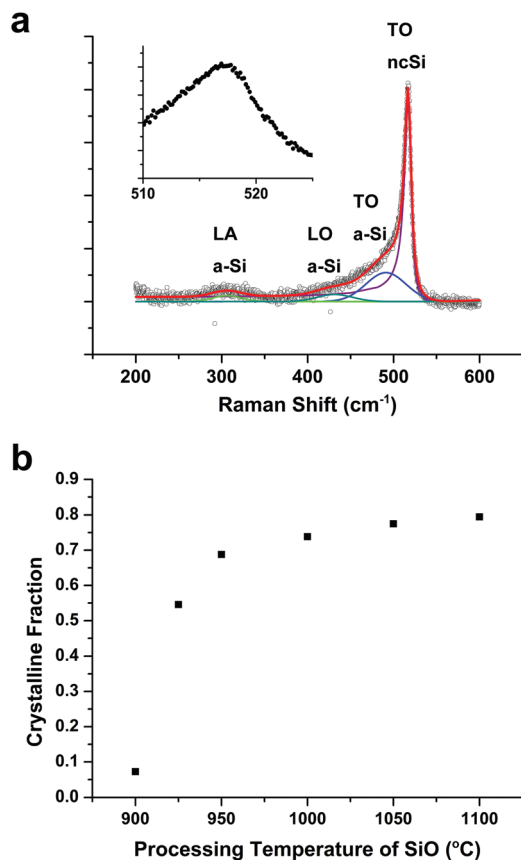 a
TO
ncSi
510
520
TO
a-Si
LA
a-Si
LO
a-Si
200
300
400
500
600
Raman Shift (cm⁻¹)
b
0.9
0.8
0.7
0.6
0.5
0.4
0.3
0.2
0.1
0.0
Crystalline Fraction
900
950
1000
1050
1100
Processing Temperature of SiO (ºC)